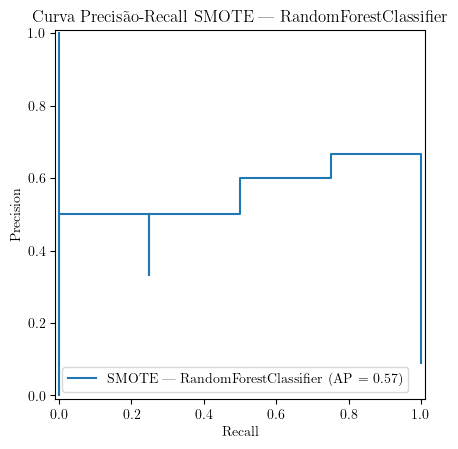 Curva Precisão-Recall SMOTE — RandomForestClassifier
1.0
0.8
0.6
0.4
0.2
0.0
Precision
SMOTE — RandomForestClassifier (AP = 0.57)
0.0 0.2 0.4 0.6 0.8 1.0
Recall